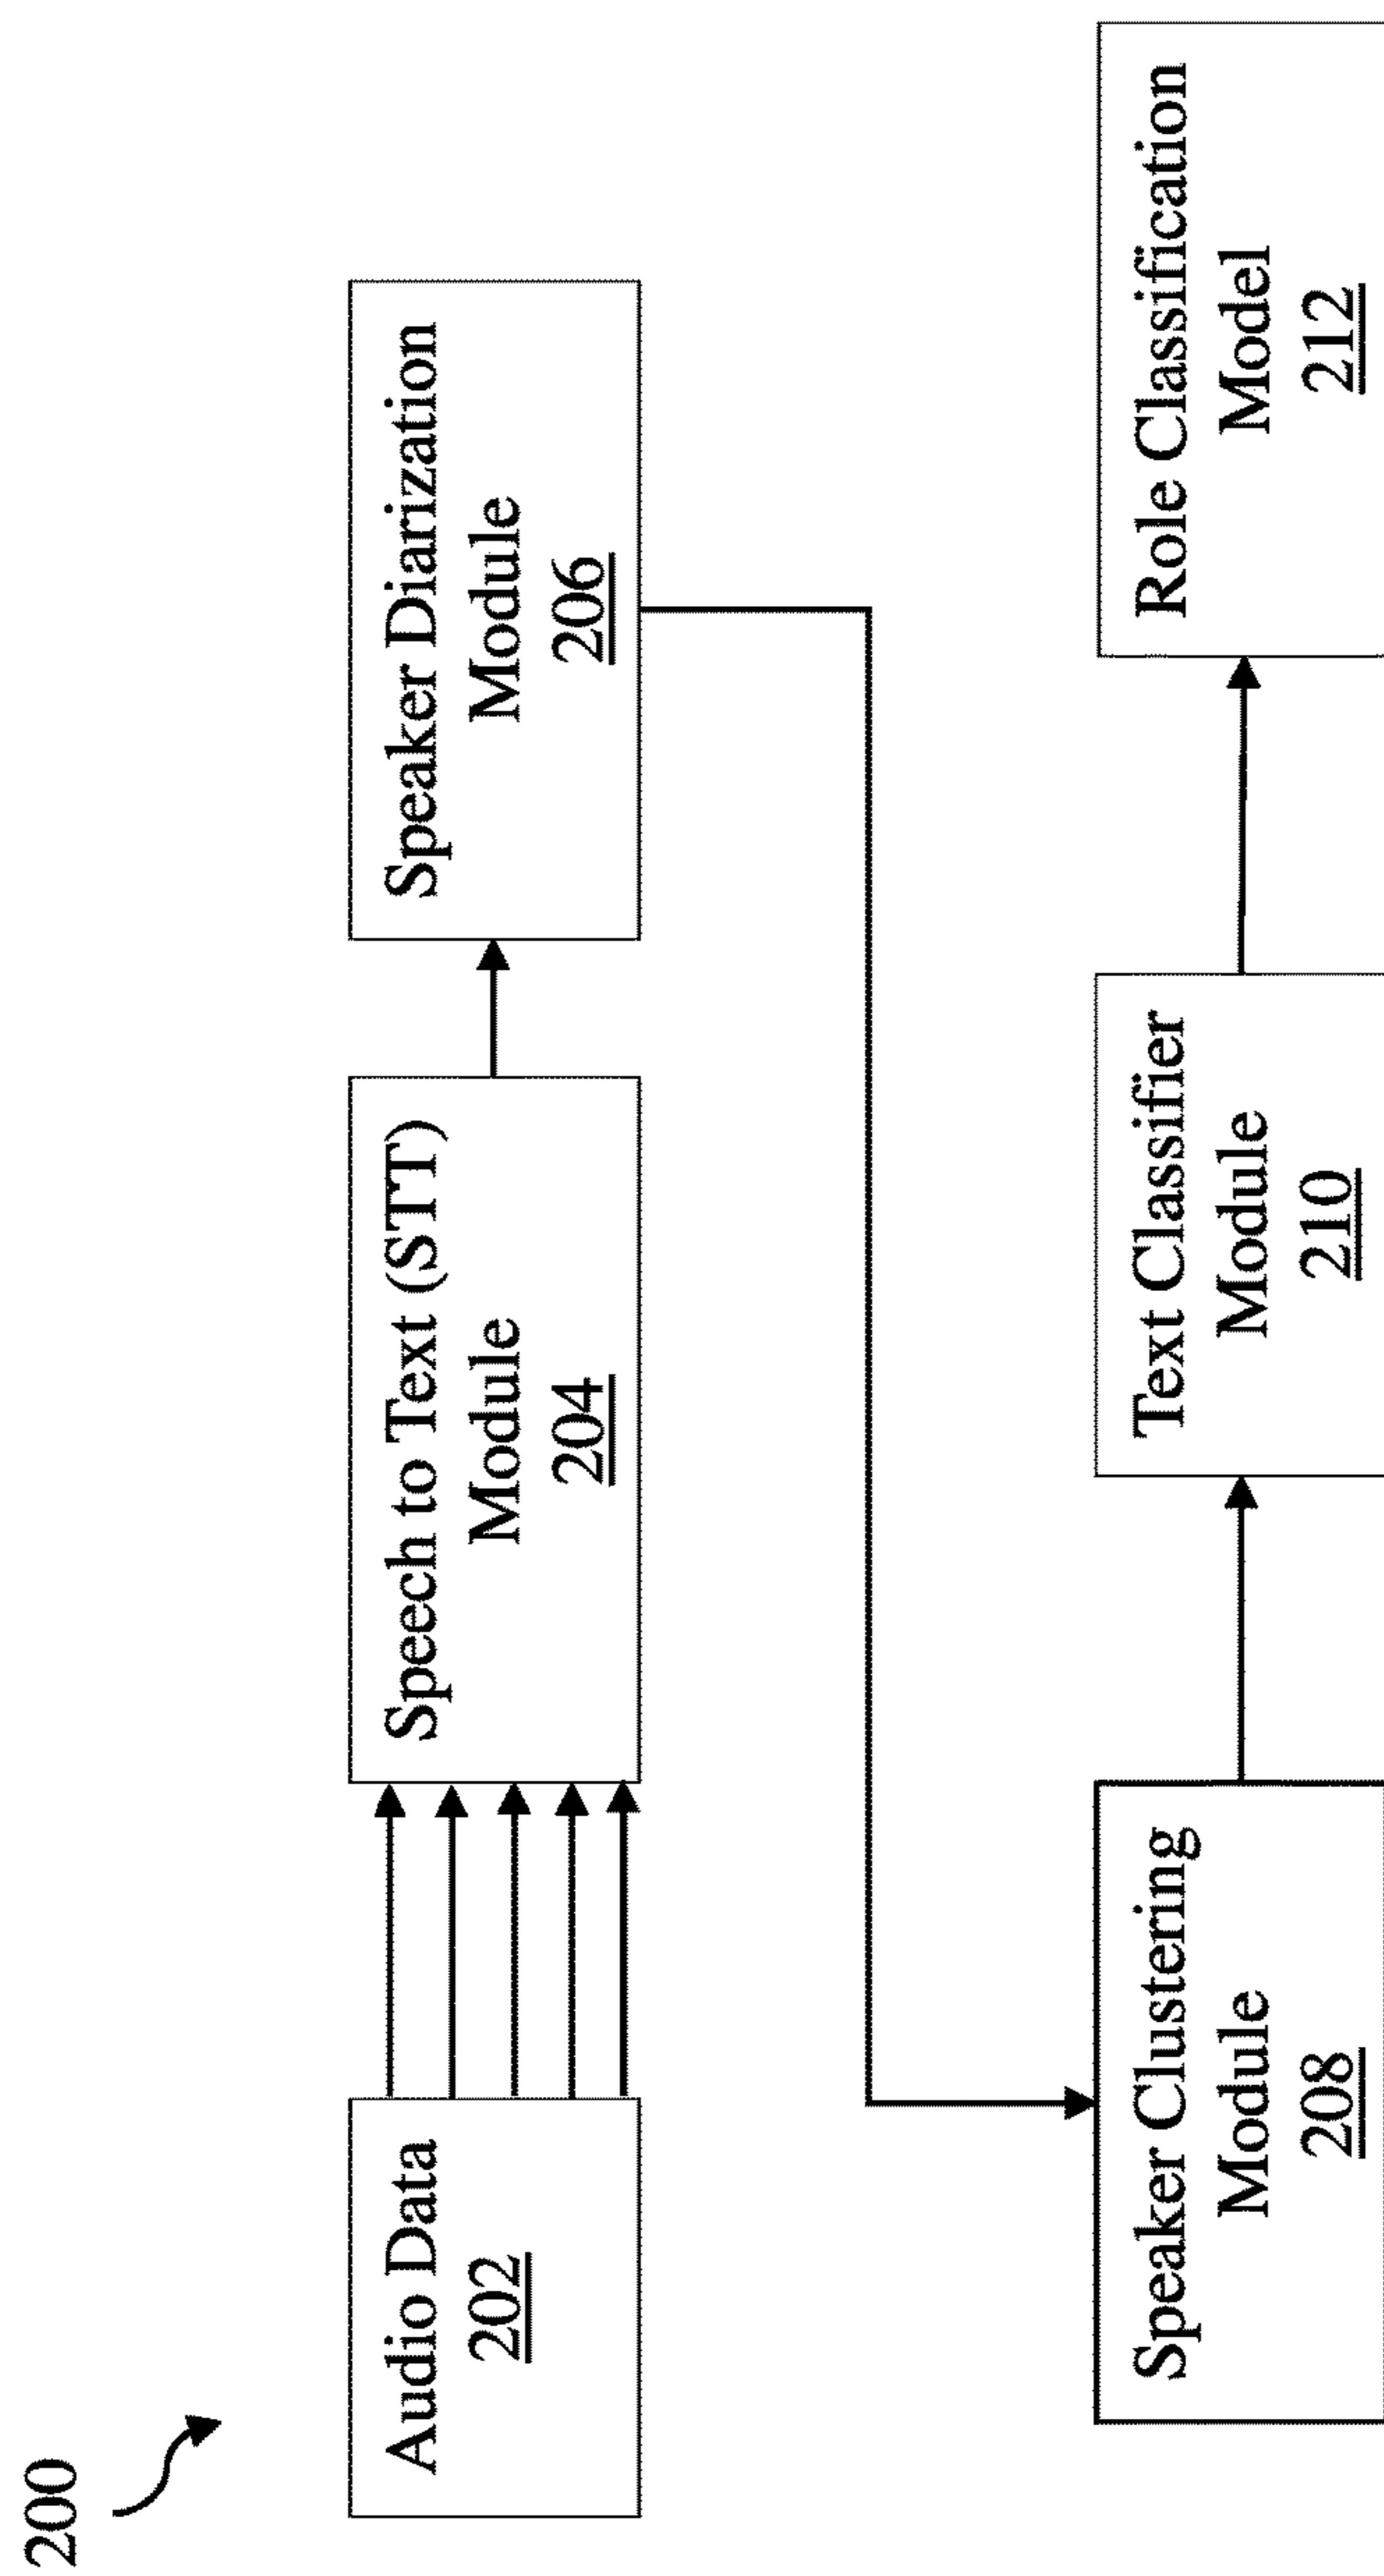 200
Audio Data
202
Speech to Text (STT)
Module
204
Speaker Diarization
Module
206
Speaker Clustering
Module
208
Text Classifier
Module
210
Role Classification
Model
212